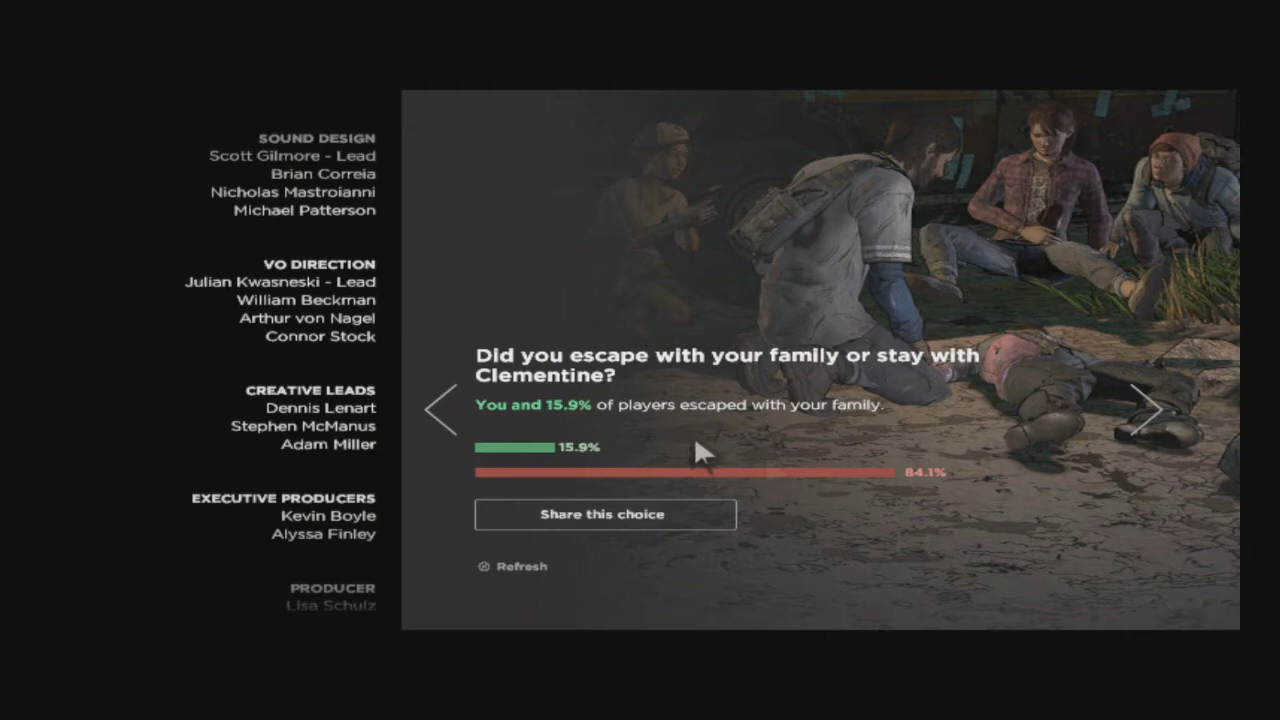 SOUND DESIGN
Scott Gilmore - Lead
Brian Correia
Nicholas Mastroianni
Michael Patterson
VO DIRECTION
Julian Kwasneski - Lead
William Beckman
Arthur von Nagel
Connor Stock
CREATIVE LEADS
Dennis Lenart
Stephen McManus
Adam Miller
EXECUTIVE PRODUCERS
Kevin Boyle
Alyssa Finley
PRODUCER
Lisa Schulz
Did you escape with your family or stay with
Clementine?
You and 15.9% of players escaped with your family.
15.9%
84.1%
Share this choice
Refresh